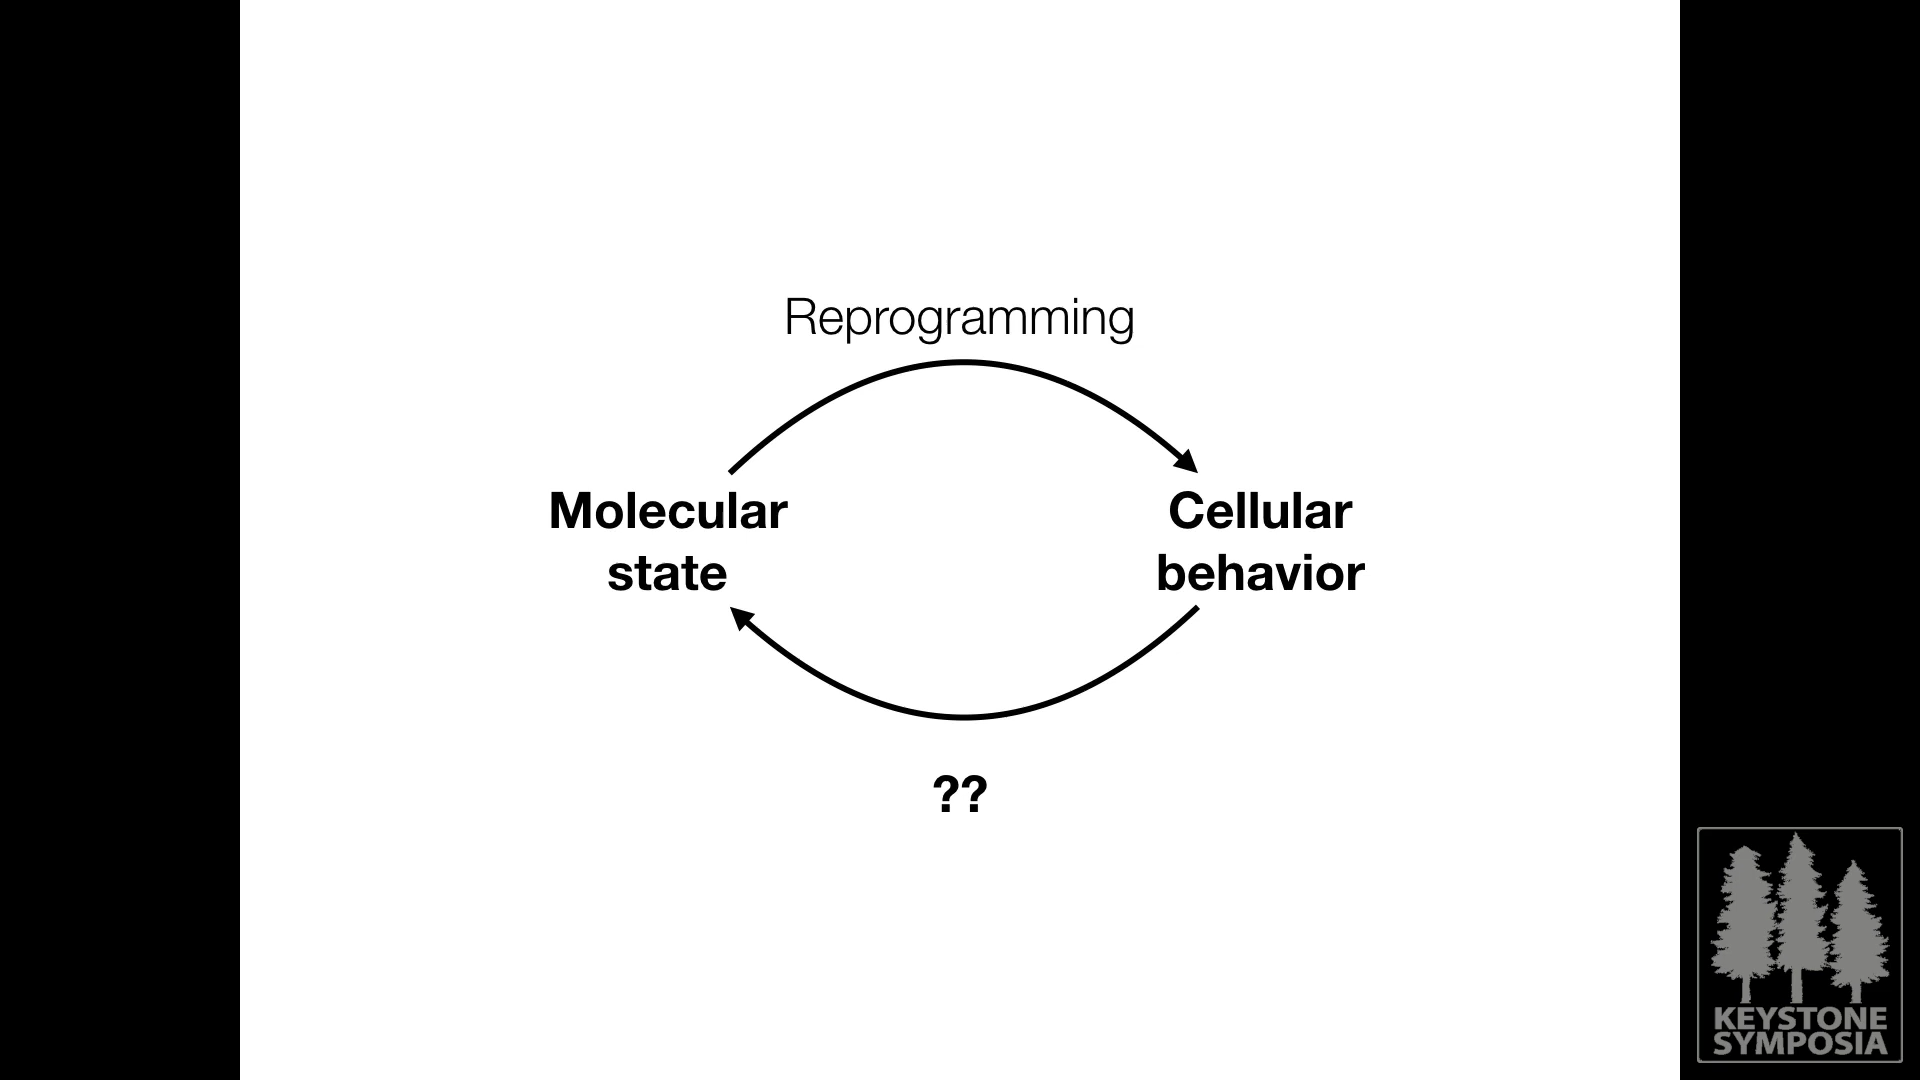 Reprogramming
Molecular
state
Cellular
behavior
??
KEYSTONE
SYMPOSIA